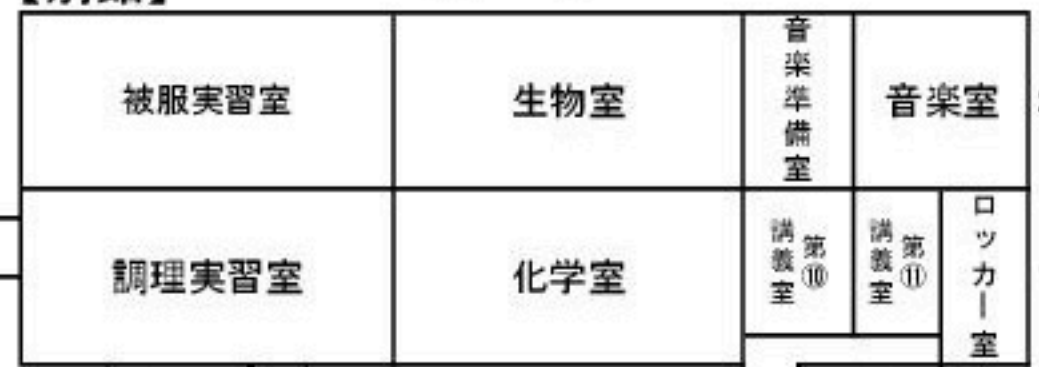 被服実習室
生物室
音楽準備室
音楽室
調理実習室
化学室
第⑩
講義室
第⑪
講義室
ロッカー室